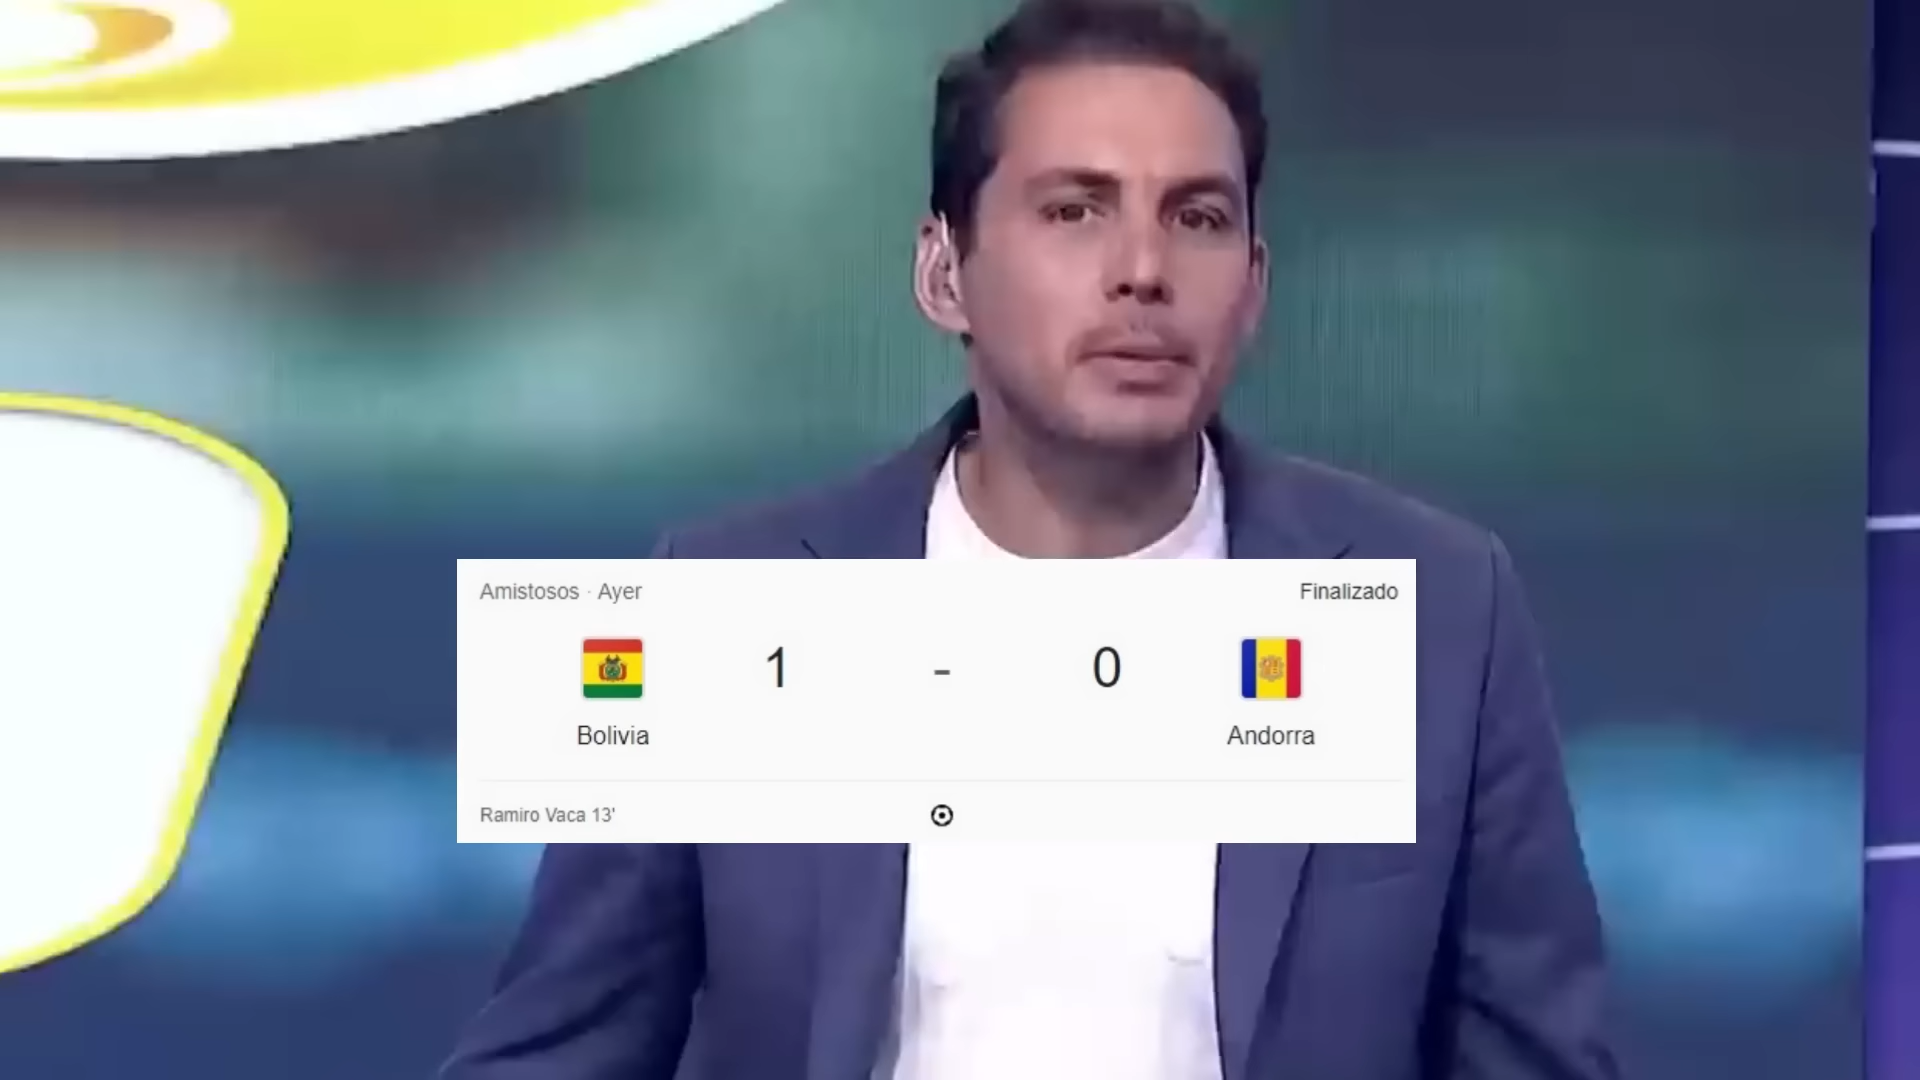 Amistosos · Ayer Finalizado
1 - 0
Bolivia Andorra
Ramiro Vaca 13'